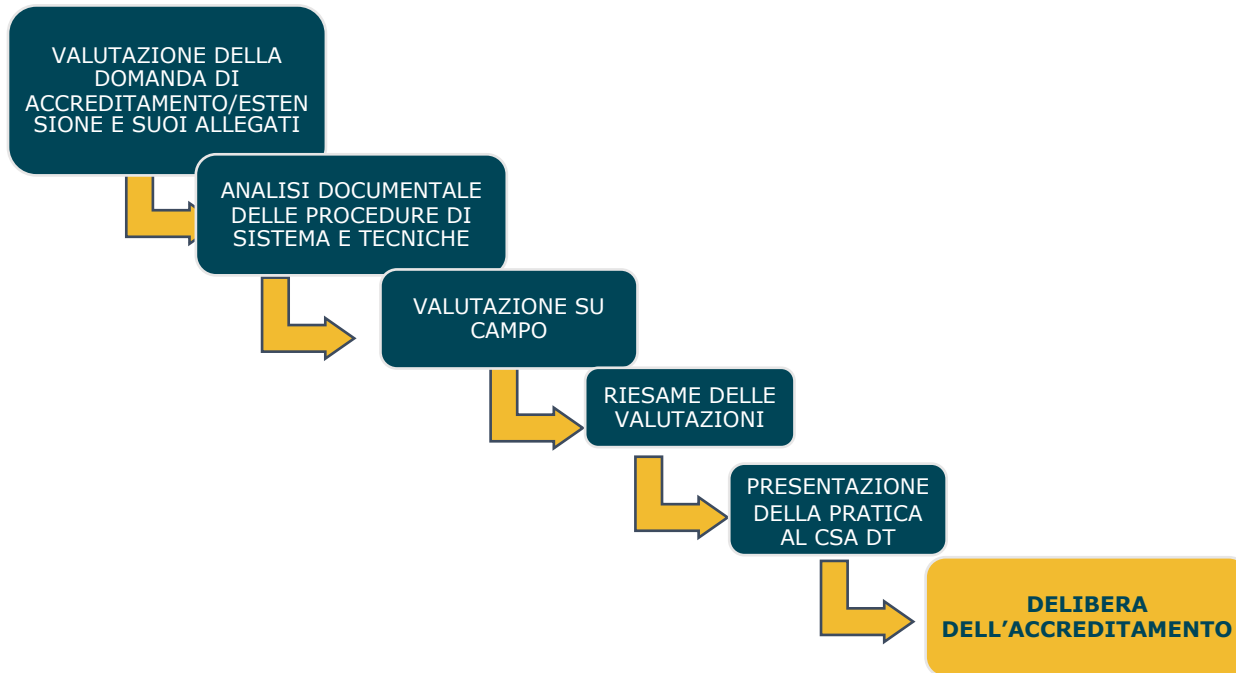 VALUTAZIONE DELLA
DOMANDA DI
ACCREDITAMENTO/ESTEN
SIONE E SUOI ALLEGATI
ANALISI DOCUMENTALE
DELLE PROCEDURE DI
SISTEMA E TECNICHE
VALUTAZIONE SU
CAMPO
RIESAME DELLE
VALUTAZIONI
PRESENTAZIONE
DELLA PRATICA
AL CSA DT
DELIBERA
DELL’ACCREDITAMENTO